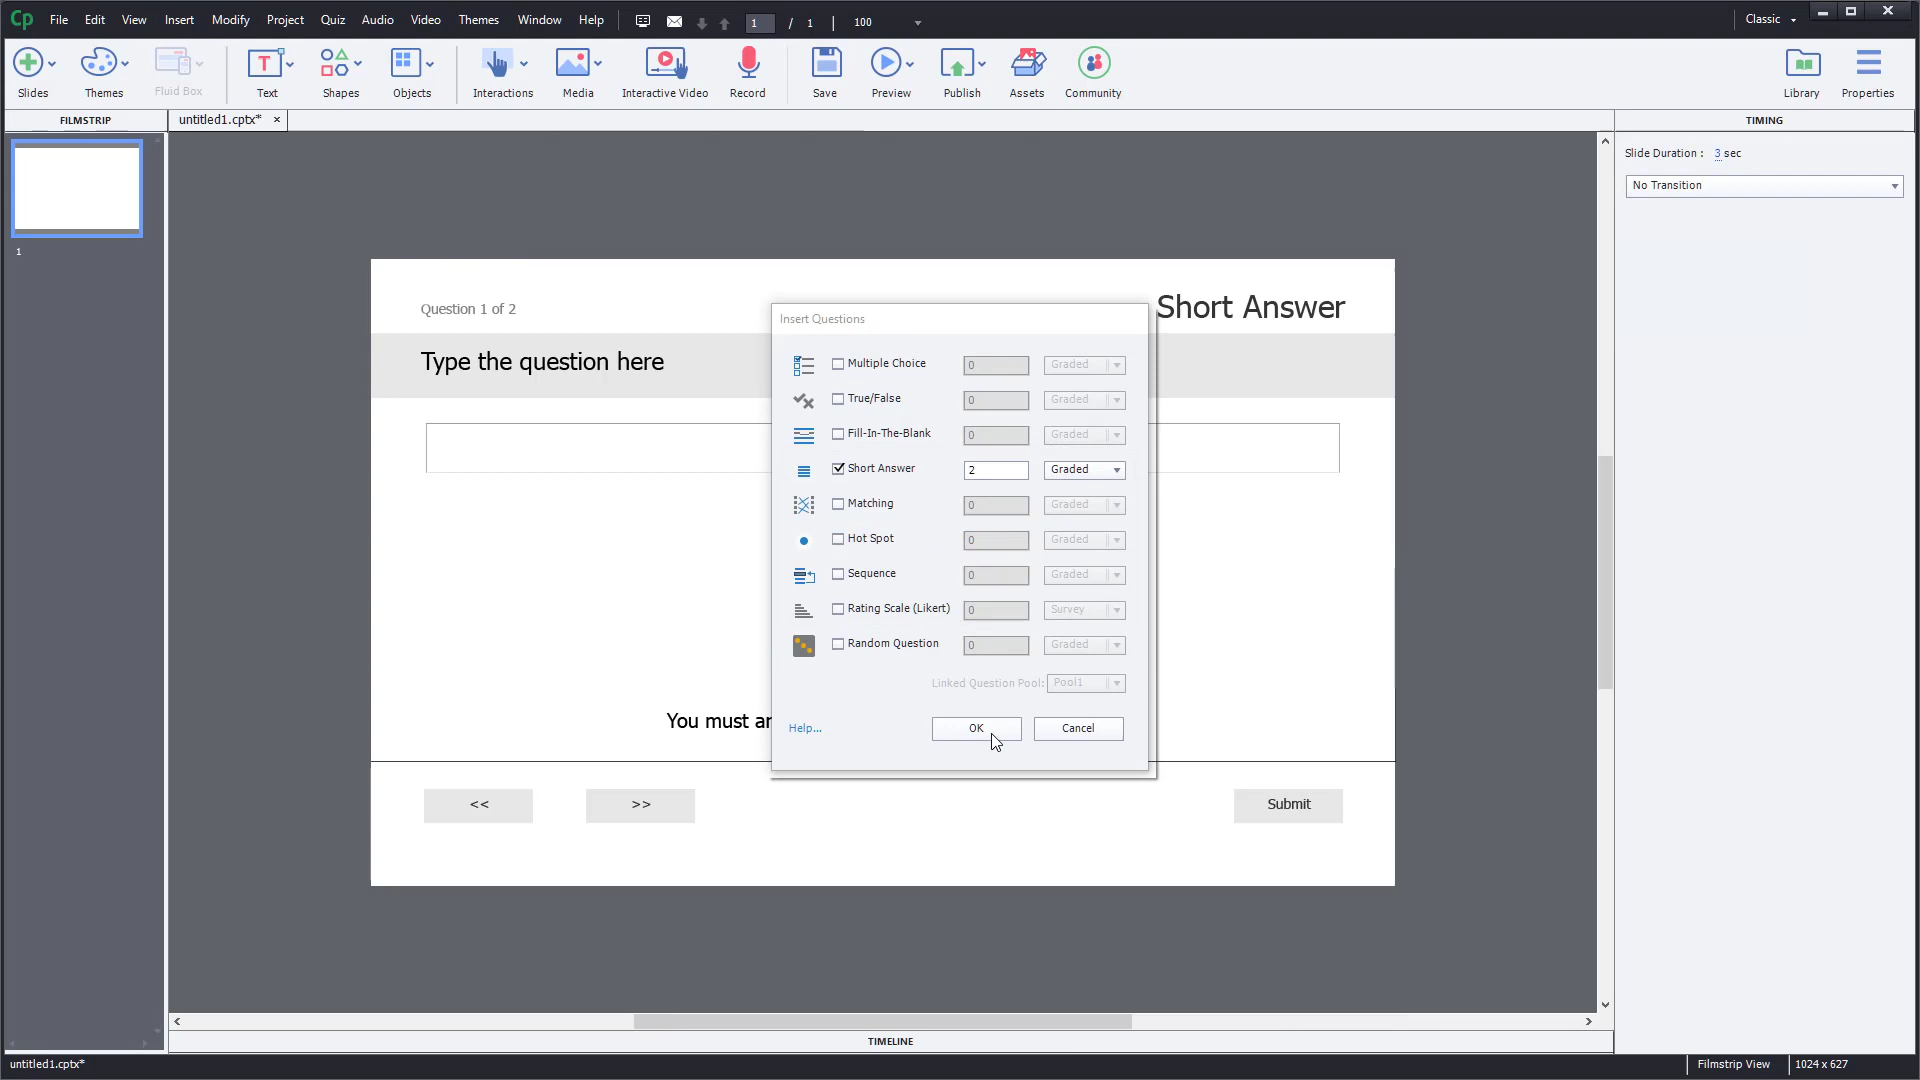 Cp File Edit View Insert Modify Project Quiz Audio Video Themes Window Help 1 / 1 100 Classic
Slides Themes Fluid Box Text Shapes Objects Interactions Media Interactive Video Record Save Preview Publish Assets Community Library Properties
FILMSTRIP untitled1.cptx* × TIMING
Slide Duration : 3 sec
No Transition
1
Question 1 of 2
Short Answer
Type the question here
Insert Questions
Multiple Choice 0 Graded
True/False 0 Graded
Fill-In-The-Blank 0 Graded
Short Answer 2 Graded
Matching 0 Graded
Hot Spot 0 Graded
Sequence 0 Graded
Rating Scale (Likert) 0 Survey
Random Question 0 Graded
Linked Question Pool: Pool1
You must
Help... OK Cancel
<< >> Submit
TIMELINE
untitled1.cptx* Filmstrip View 1024 x 627